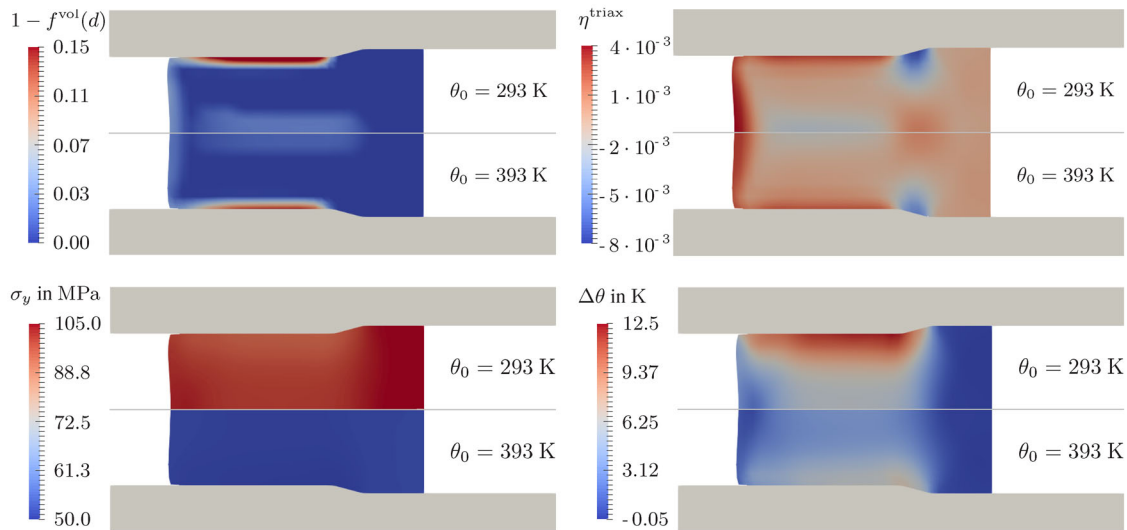 1 − f^vol(d)
0.15
0.11
0.07
0.03
0.00
θ₀ = 293 K
θ₀ = 393 K
η^triax
4 · 10⁻³
1 · 10⁻³
-2 · 10⁻³
-5 · 10⁻³
-8 · 10⁻³
θ₀ = 293 K
θ₀ = 393 K
σ_y in MPa
105.0
88.8
72.5
61.3
50.0
θ₀ = 293 K
θ₀ = 393 K
Δθ in K
12.5
9.37
6.25
3.12
-0.05
θ₀ = 293 K
θ₀ = 393 K